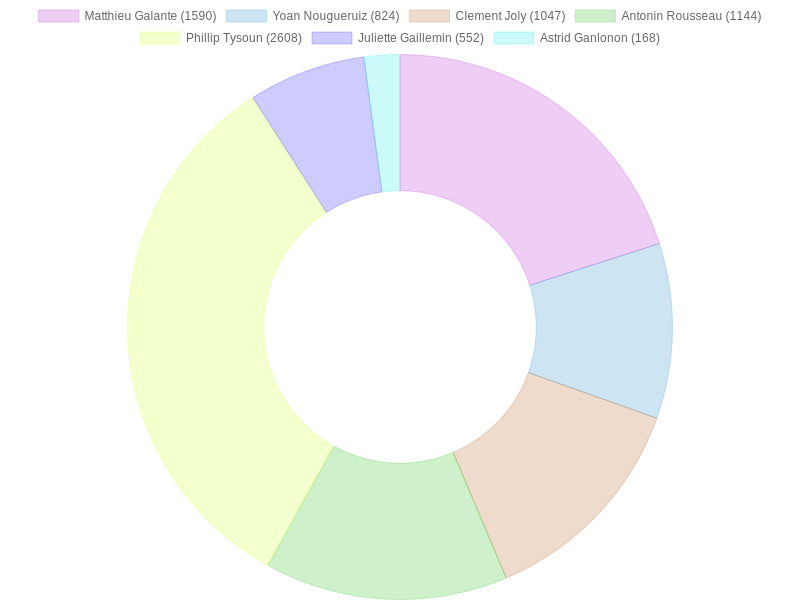 Matthieu Galante (1590) Yoan Nougueruiz (824) Clement Joly (1047) Antonin Rousseau (1144)
Phillip Tysoun (2608) Juliette Gaillemin (552) Astrid Ganlonon (168)